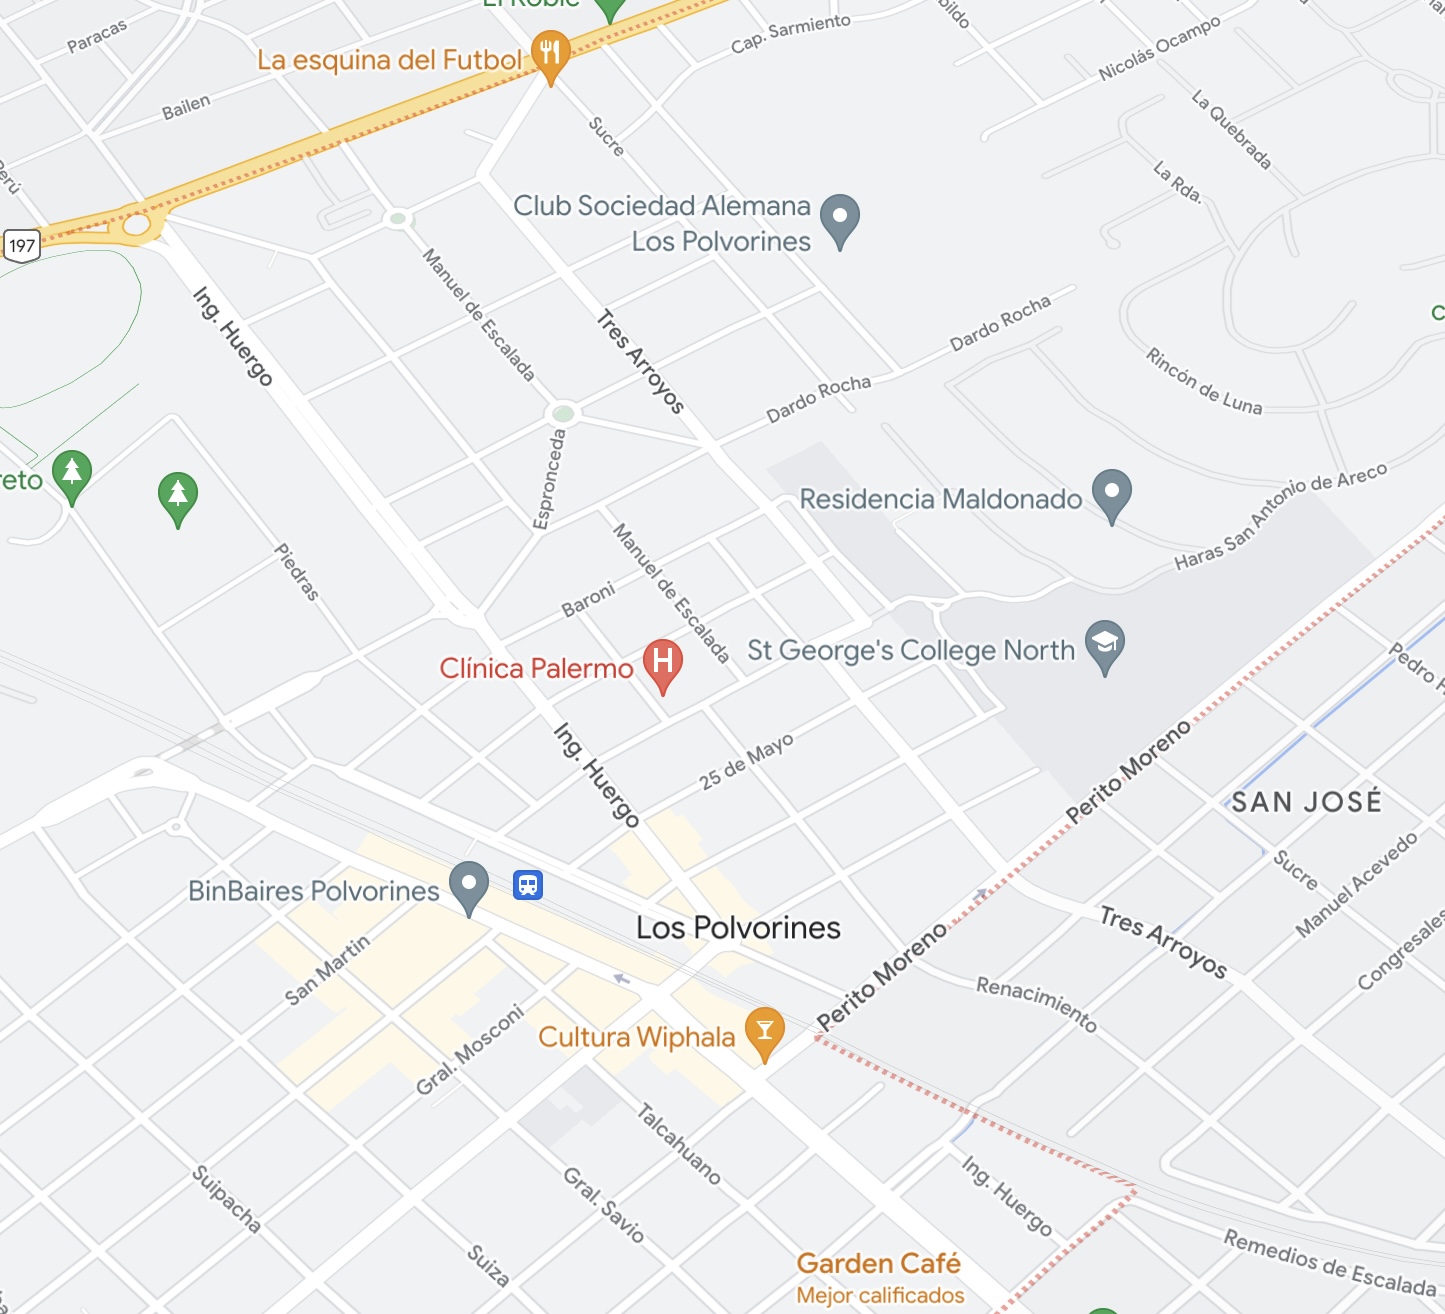 El Roble
Paracas
Cap. Sarmiento
Nicolás Ocampo
La esquina del Futbol
Bailen
Sucre
La Quebrada
Perú
La Rda.
Club Sociedad Alemana
Los Polvorines
197
Manuel de Escalada
Ing. Huergo
Tres Arroyos
Dardo Rocha
Dardo Rocha
Rincón de Luna
Espronceda
reto
Residencia Maldonado
Haras San Antonio de Areco
Piedras
Manuel de Escalada
Baroni
Clínica Palermo
H
St George's College North
Pedro
Ing. Huergo
25 de Mayo
Perito Moreno
SAN JOSÉ
Sucre
Manuel Acevedo
BinBaires Polvorines
Los Polvorines
San Martin
Perito Moreno
Tres Arroyos
Congresales
Renacimiento
Gral. Mosconi
Cultura Wiphala
Talcahuano
Suipacha
Gral. Savio
Ing. Huergo
Suiza
Remedios de Escalada
Garden Café
Mejor calificados